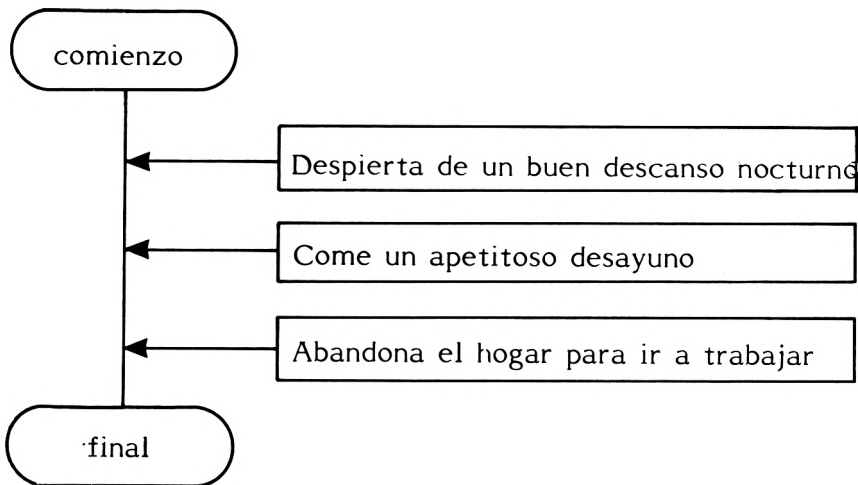 comienzo
Despierta de un buen descanso nocturno
Come un apetitoso desayuno
Abandona el hogar para ir a trabajar
final